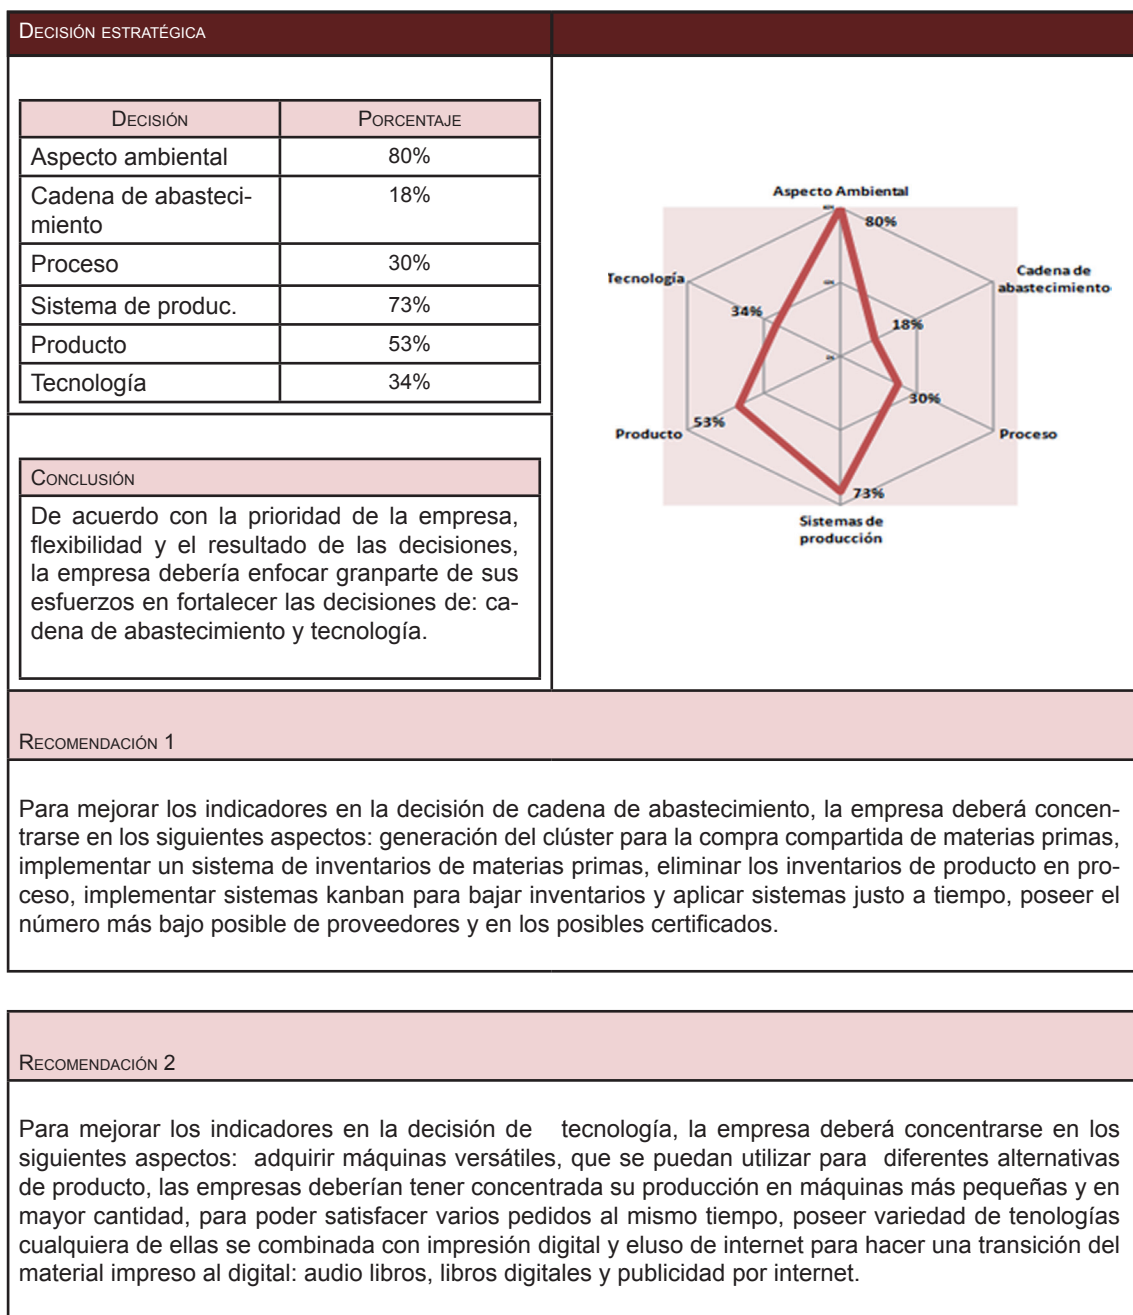 Decisión estratégica
Decisión Porcentaje
Aspecto ambiental 80%
Cadena de abasteci- 18%
miento
Proceso 30%
Sistema de produc. 73%
Producto 53%
Tecnología 34%
Conclusión
De acuerdo con la prioridad de la empresa,
flexibilidad y el resultado de las decisiones,
la empresa debería enfocar granparte de sus
esfuerzos en fortalecer las decisiones de: ca-
dena de abastecimiento y tecnología.
Aspecto Ambiental
80%
Cadena de
abastecimiento
18%
30%
Proceso
73%
Sistemas de
producción
53%
Producto
34%
Tecnología
Recomendación 1
Para mejorar los indicadores en la decisión de cadena de abastecimiento, la empresa deberá concen-
trarse en los siguientes aspectos: generación del clúster para la compra compartida de materias primas,
implementar un sistema de inventarios de materias primas, eliminar los inventarios de producto en pro-
ceso, implementar sistemas kanban para bajar inventarios y aplicar sistemas justo a tiempo, poseer el
número más bajo posible de proveedores y en los posibles certificados.
Recomendación 2
Para mejorar los indicadores en la decisión de tecnología, la empresa deberá concentrarse en los
siguientes aspectos: adquirir máquinas versátiles, que se puedan utilizar para diferentes alternativas
de producto, las empresas deberían tener concentrada su producción en máquinas más pequeñas y en
mayor cantidad, para poder satisfacer varios pedidos al mismo tiempo, poseer variedad de tenologías
cualquiera de ellas se combinada con impresión digital y eluso de internet para hacer una transición del
material impreso al digital: audio libros, libros digitales y publicidad por internet.